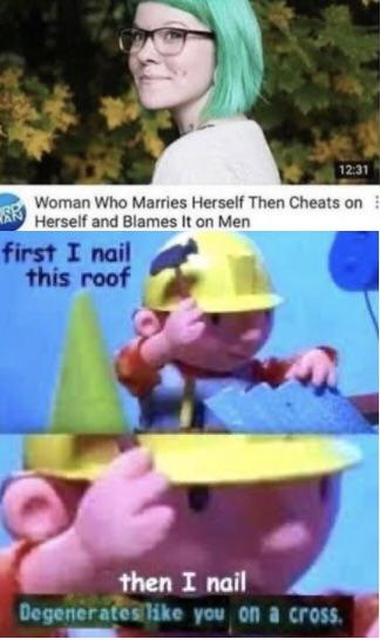 12:31
Woman Who Marries Herself Then Cheats on
Herself and Blames It on Men
first I nail
this roof
then I nail
Degenerates like you on a cross.